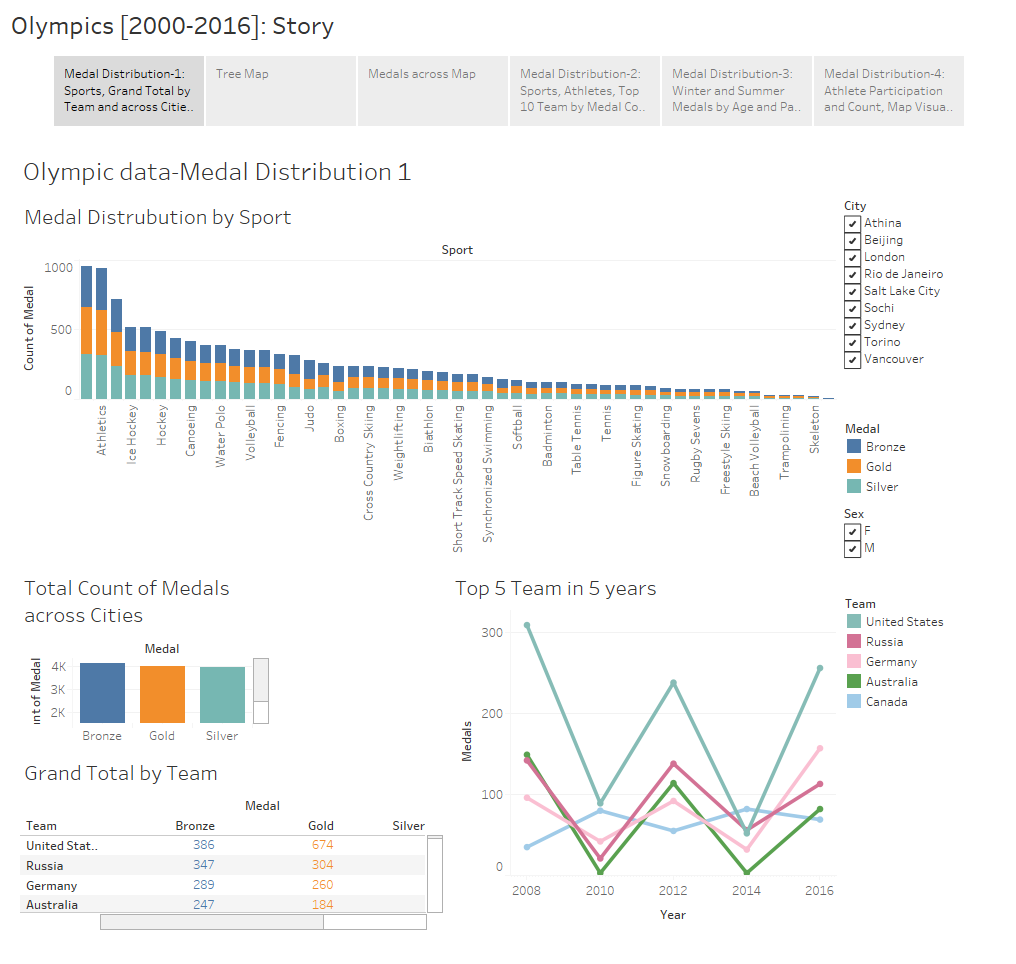 Olympics [2000-2016]: Story
Medal Distribution-1:
Sports, Grand Total by
Team and across Citie..
Tree Map
Medals across Map
Medal Distribution-2:
Sports, Athletes, Top
10 Team by Medal Co..
Medal Distribution-3:
Winter and Summer
Medals by Age and Pa..
Medal Distribution-4:
Athlete Participation
and Count, Map Visua..
Olympic data-Medal Distribution 1
Medal Distrubution by Sport
Sport
Count of Medal
1000
500
0
Athletics
Ice Hockey
Hockey
Canoeing
Water Polo
Volleyball
Fencing
Judo
Boxing
Cross Country Skiing
Weightlifting
Biathlon
Short Track Speed Skating
Synchronized Swimming
Softball
Badminton
Table Tennis
Tennis
Figure Skating
Snowboarding
Rugby Sevens
Freestyle Skiing
Beach Volleyball
Trampolining
Skeleton
City
Athina
Beijing
London
Rio de Janeiro
Salt Lake City
Sochi
Sydney
Torino
Vancouver
Medal
Bronze
Gold
Silver
Sex
F
M
Total Count of Medals
across Cities
Medal
int of Medal
4K
3K
2K
Bronze Gold Silver
Grand Total by Team
Medal
Team Bronze Gold Silver
United Stat.. 386 674
Russia 347 304
Germany 289 260
Australia 247 184
Top 5 Team in 5 years
Medals
300
200
100
0
2008 2010 2012 2014 2016
Year
Team
United States
Russia
Germany
Australia
Canada